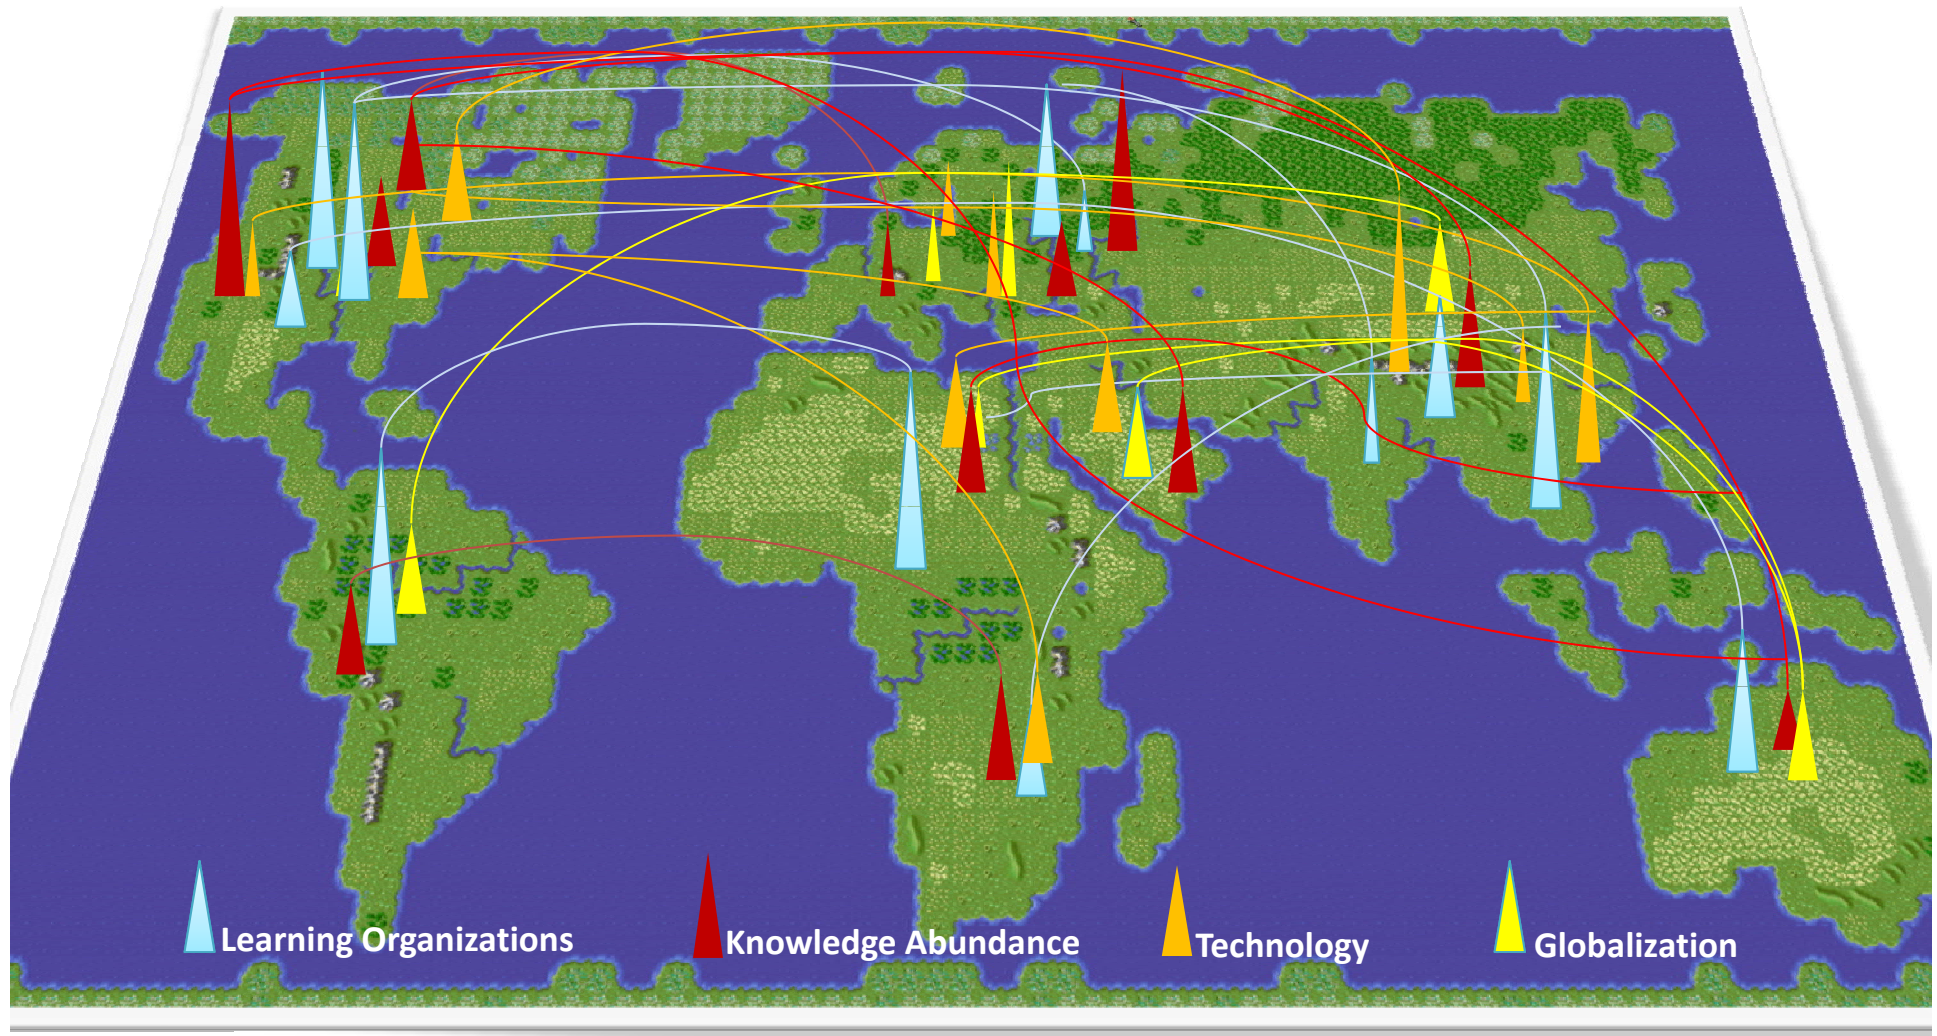 Learning Organizations
Knowledge Abundance
Technology
Globalization